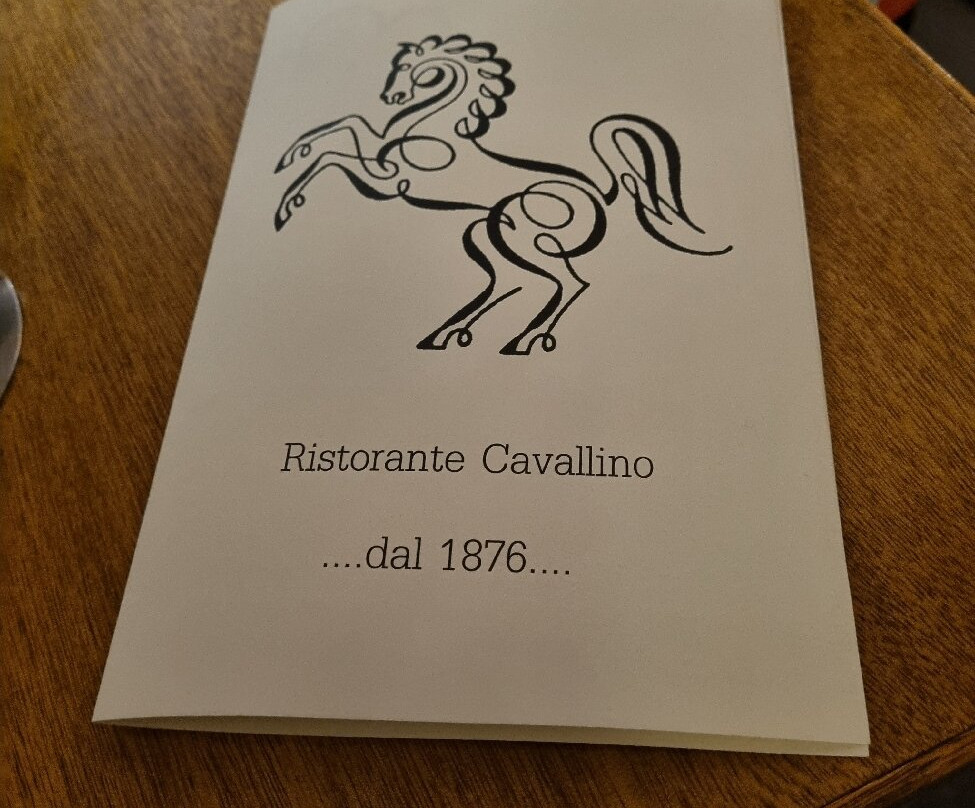 Ristorante Cavallino
....dal 1876....